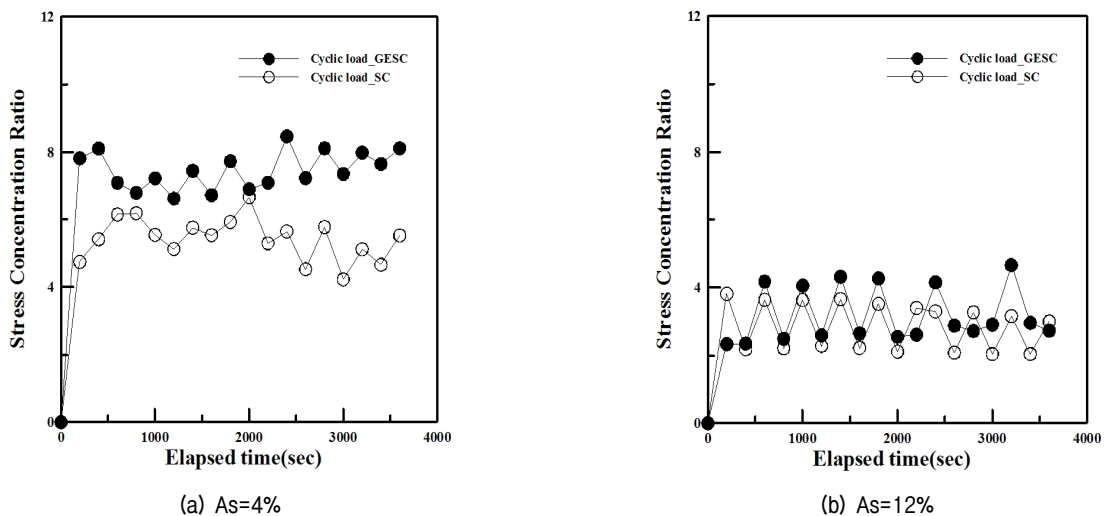 12
8
4
0
Stress Concentration Ratio
Cyclic load_GESC
Cyclic load_SC
0 1000 2000 3000 4000
Elapsed time(sec)
(a) As=4%
12
8
4
0
Stress Concentration Ratio
Cyclic load_GESC
Cyclic load_SC
0 1000 2000 3000 4000
Elapsed time(sec)
(b) As=12%